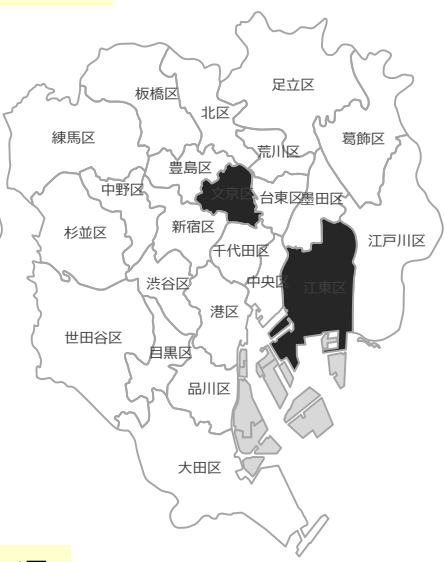 足立区
板橋区
北区
葛飾区
練馬区
荒川区
豊島区
中野区
文京区
台東区
墨田区
杉並区
新宿区
江戸川区
千代田区
渋谷区
中央区
江東区
港区
世田谷区
目黒区
品川区
大田区